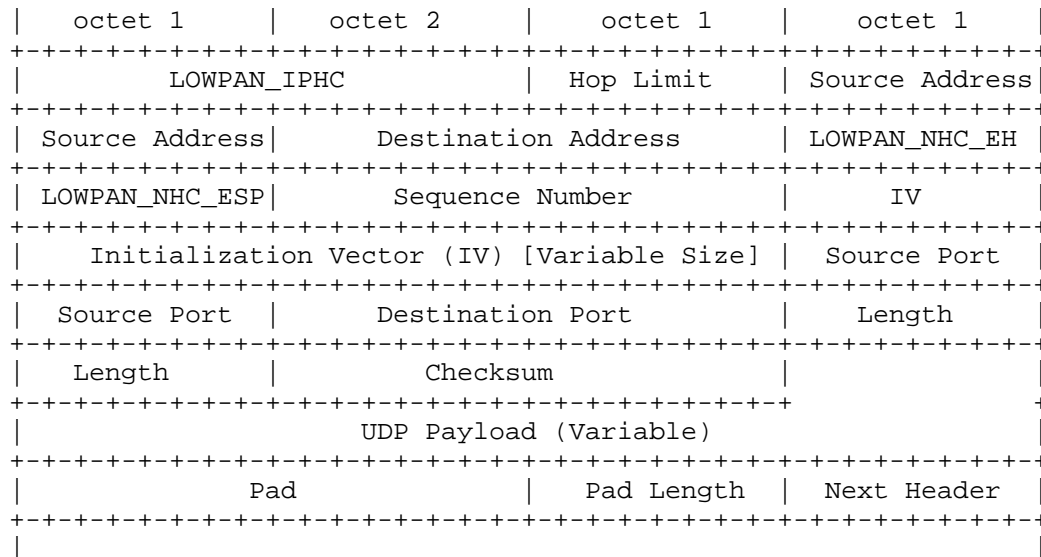 |   octet 1     |   octet 2     |   octet 1     |   octet 1     |
+-+-+-+-+-+-+-+-+-+-+-+-+-+-+-+-+-+-+-+-+-+-+-+-+-+-+-+-+-+-+-+-+
|         LOWPAN_IPHC           |  Hop Limit    | Source Address|
+-+-+-+-+-+-+-+-+-+-+-+-+-+-+-+-+-+-+-+-+-+-+-+-+-+-+-+-+-+-+-+-+
| Source Address|      Destination Address      | LOWPAN_NHC_EH |
+-+-+-+-+-+-+-+-+-+-+-+-+-+-+-+-+-+-+-+-+-+-+-+-+-+-+-+-+-+-+-+-+
| LOWPAN_NHC_ESP|       Sequence Number         |      IV       |
+-+-+-+-+-+-+-+-+-+-+-+-+-+-+-+-+-+-+-+-+-+-+-+-+-+-+-+-+-+-+-+-+
|    Initialization Vector (IV) [Variable Size] |  Source Port  |
+-+-+-+-+-+-+-+-+-+-+-+-+-+-+-+-+-+-+-+-+-+-+-+-+-+-+-+-+-+-+-+-+
|  Source Port  |      Destination Port         |    Length     |
+-+-+-+-+-+-+-+-+-+-+-+-+-+-+-+-+-+-+-+-+-+-+-+-+-+-+-+-+-+-+-+-+
|   Length      |         Checksum              |               |
+-+-+-+-+-+-+-+-+-+-+-+-+-+-+-+-+-+-+-+-+-+-+-+-+               +
|                     UDP Payload (Variable)                    |
+-+-+-+-+-+-+-+-+-+-+-+-+-+-+-+-+-+-+-+-+-+-+-+-+-+-+-+-+-+-+-+-+
|              Pad              |   Pad Length  |  Next Header  |
+-+-+-+-+-+-+-+-+-+-+-+-+-+-+-+-+-+-+-+-+-+-+-+-+-+-+-+-+-+-+-+-+
|                                                               |